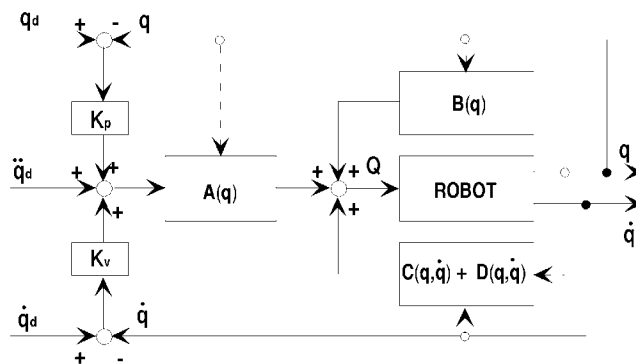 q_d + - q
B(q)
K_p
+ + q
q̈_d + + + Q
A(q) ROBOT
+ + q̇
K_v C(q,q̇) + D(q,q̇)
q̇_d q̇
+ -